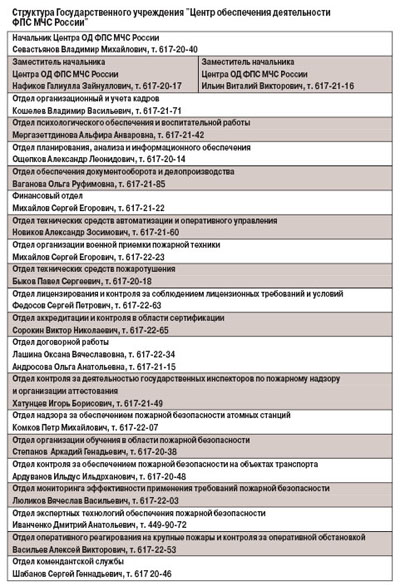 Структура Государственного учреждения "Центр обеспечения деятельности
ФПС МЧС России"
Начальник Центра ОД ФПС МЧС России
Севастьянов Владимир Михайлович, т. 617-20-40
Заместитель начальника
Центра ОД ФПС МЧС России
Нафиков Галиулла Зайнуллович, т. 617-20-17
Заместитель начальника
Центра ОД ФПС МЧС России
Ильин Виталий Викторович, т. 617-21-16
Отдел организационный и учета кадров
Кошелев Владимир Васильевич, т. 617-21-71
Отдел психологического обеспечения и воспитательной работы
Мергазетдинова Альфира Анваровна, т. 617-21-42
Отдел планирования, анализа и информационного обеспечения
Ощепков Александр Леонидович, т. 617-20-14
Отдел обеспечения документооборота и делопроизводства
Ваганова Ольга Руфимовна, т. 617-21-85
Финансовый отдел
Михайлов Сергей Егорович, т. 617-21-22
Отдел технических средств автоматизации и оперативного управления
Новиков Александр Зосимович, т. 617-21-60
Отдел организации военной приемки пожарной техники
Михайлов Сергей Егорович, т. 617-22-23
Отдел технических средств пожаротушения
Быков Павел Сергеевич, т. 617-20-18
Отдел лицензирования и контроля за соблюдением лицензионных требований и условий
Федосов Сергей Петрович, т. 617-22-63
Отдел аккредитации и контроля в области сертификации
Сорокин Виктор Николаевич, т. 617-22-65
Отдел договорной работы
Лашина Оксана Вячеславовна, т. 617-22-34
Андросова Ольга Анатольевна, т. 617-21-15
Отдел контроля за деятельностью государственных инспекторов по пожарному надзору
и организации аттестования
Хатунцев Игорь Борисович, т. 617-21-49
Отдел надзора за обеспечением пожарной безопасности атомных станций
Комков Петр Михайлович, т. 617-22-07
Отдел организации обучения в области пожарной безопасности
Степанов Аркадий Генадьевич, т. 617-20-38
Отдел контроля за обеспечением пожарной безопасности на объектах транспорта
Ардуванов Ильдус Ильдрханович, т. 617-20-48
Отдел мониторинга эффективности применения требований пожарной безопасности
Люликов Вячеслав Васильевич, т. 617-22-03
Отдел экспертных технологий обеспечения пожарной безопасности
Иванченко Дмитрий Анатольевич, т. 449-90-72
Отдел оперативного реагирования на крупные пожары и контроля за оперативной обстановкой
Васильев Алексей Викторович, т. 617-22-53
Отдел комендантской службы
Шабанов Сергей Геннадьевич, т. 617 20-46